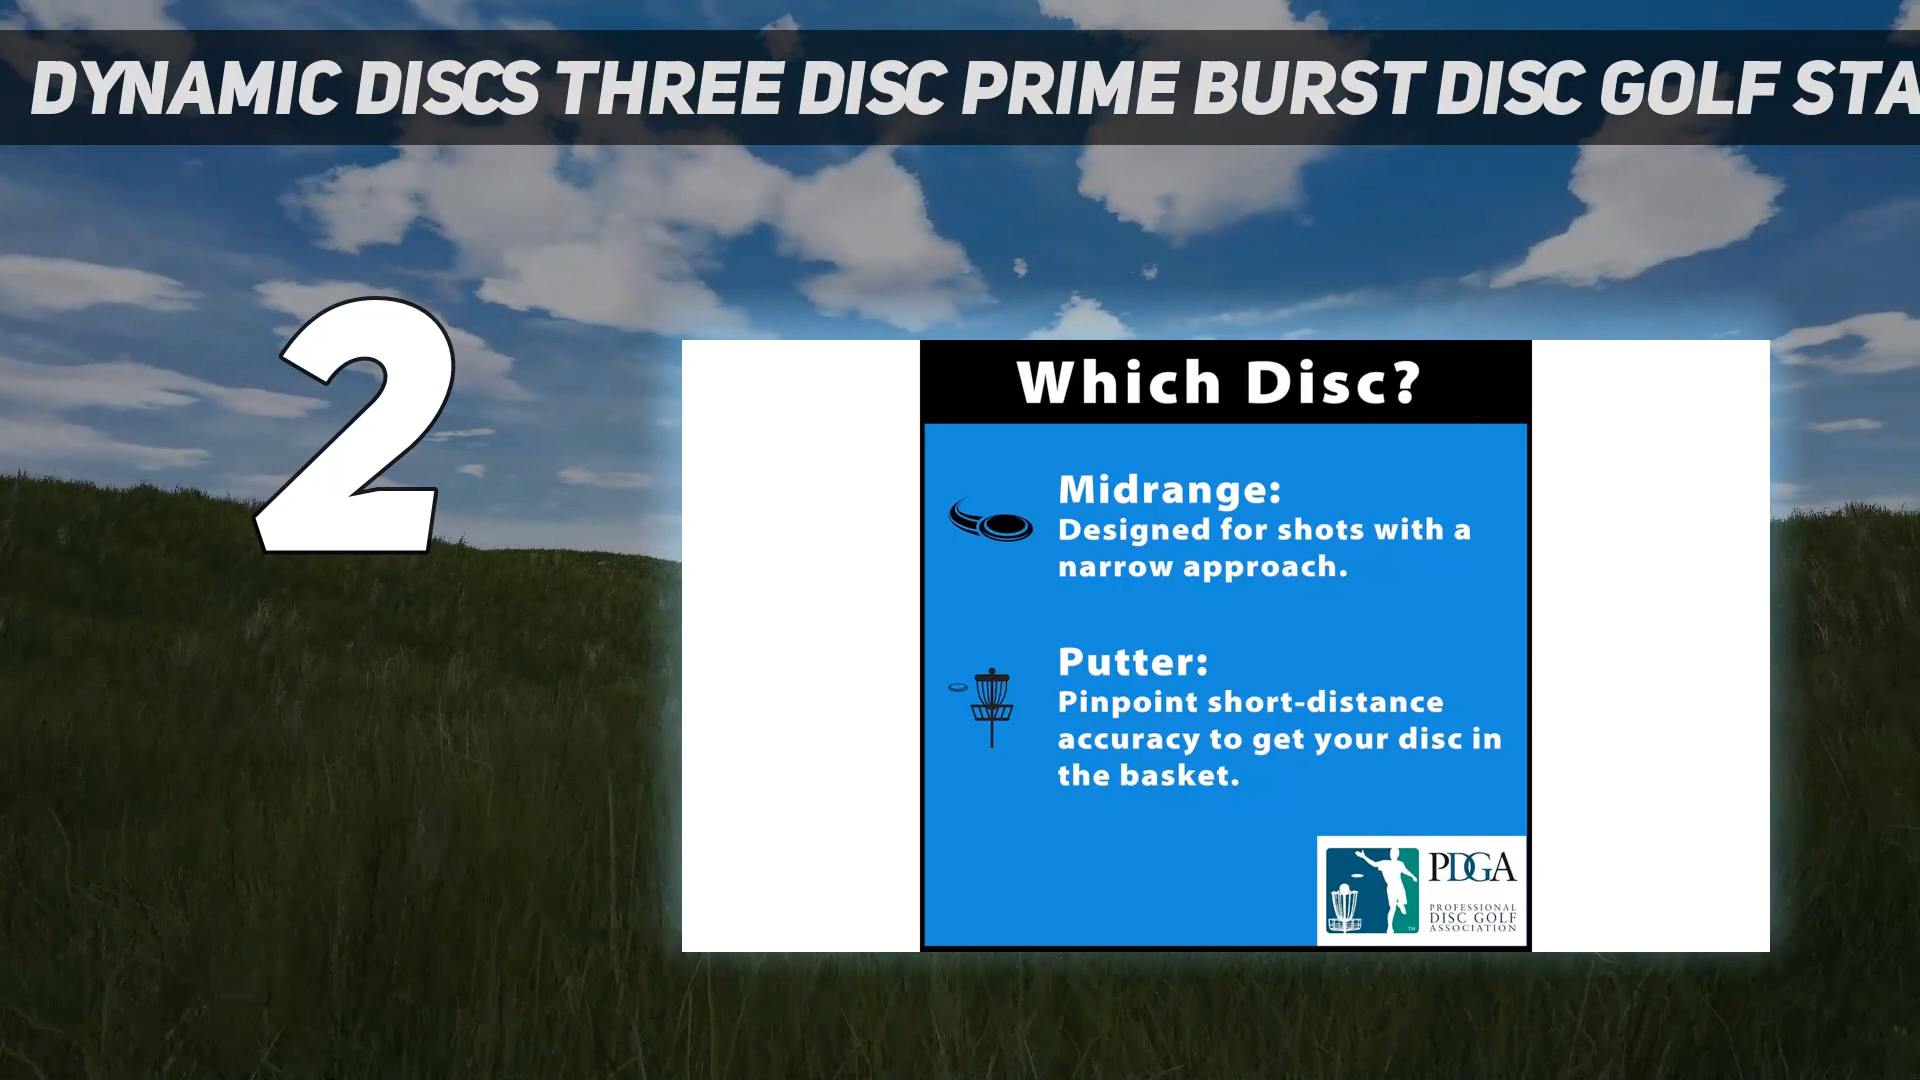 DYNAMIC DISCS THREE DISC PRIME BURST DISC GOLF STA
2
Which Disc?
Midrange:
Designed for shots with a
narrow approach.
Putter:
Pinpoint short-distance
accuracy to get your disc in
the basket.
PDGA
PROFESSIONAL
DISC GOLF
ASSOCIATION
TM